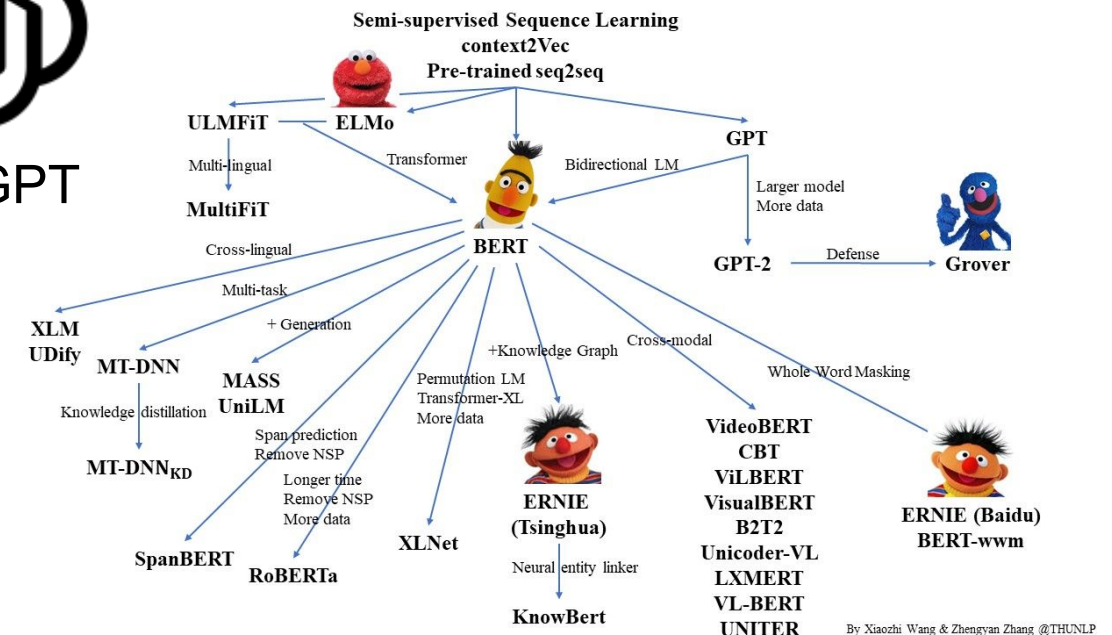 Semi-supervised Sequence Learning
context2Vec
Pre-trained seq2seq
ULMFiT
ELMo
GPT
Multi-lingual
Transformer
Bidirectional LM
Larger model
More data
GPT
MultiFiT
BERT
GPT-2
Defense
Grover
Cross-lingual
Multi-task
+ Generation
XLM
UDify
MT-DNN
MASS
UniLM
+Knowledge Graph
Cross-modal
Whole Word Masking
Permutation LM
Transformer-XL
More data
Knowledge distillation
Span prediction
Remove NSP
MT-DNNKD
Longer time
Remove NSP
More data
SpanBERT
RoBERTa
XLNet
ERNIE
(Tsinghua)
Neural entity linker
KnowBert
VideoBERT
CBT
ViLBERT
VisualBERT
B2T2
Unicoder-VL
LXMERT
VL-BERT
UNITER
ERNIE (Baidu)
BERT-wwm
By Xiaozhi Wang & Zhengyan Zhang @THUNLP